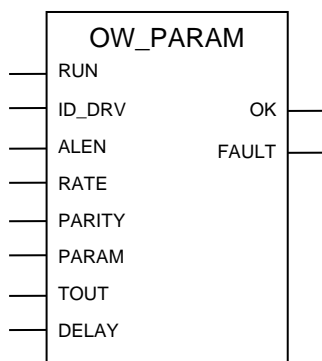 OW_PARAM
RUN
ID_DRV OK
ALEN FAULT
RATE
PARITY
PARAM
TOUT
DELAY